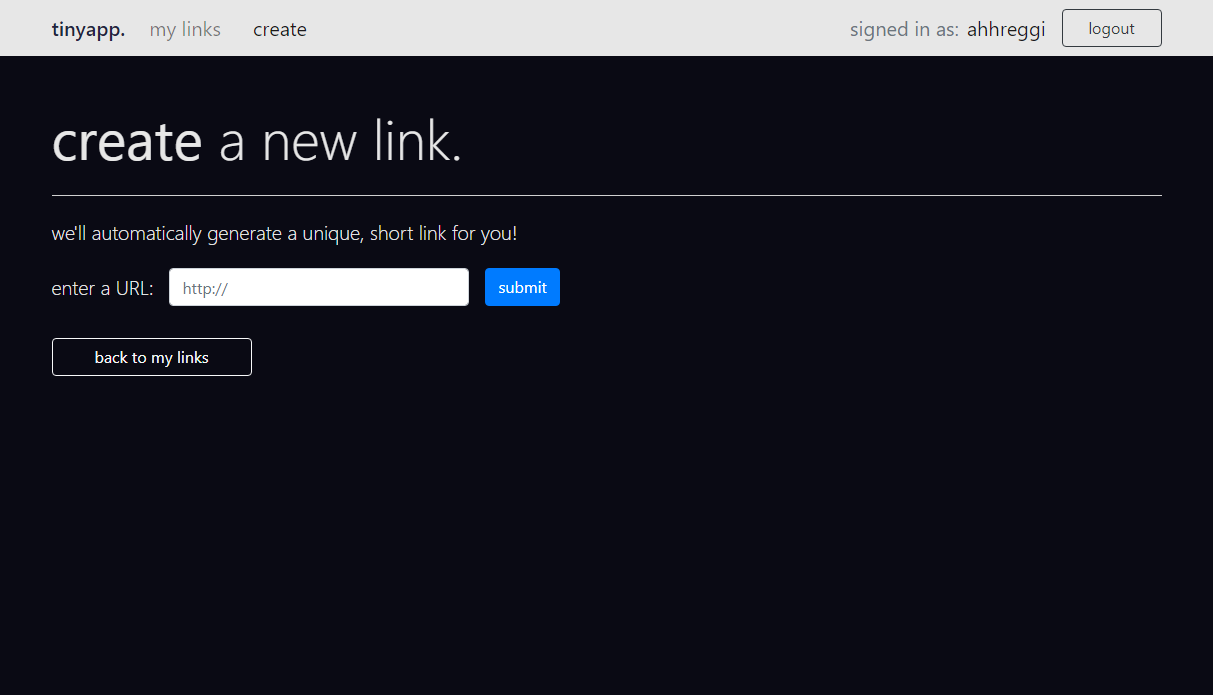 tinyapp. my links create signed in as: ahhreggi logout
create a new link.
we'll automatically generate a unique, short link for you!
enter a URL: http:// submit
back to my links